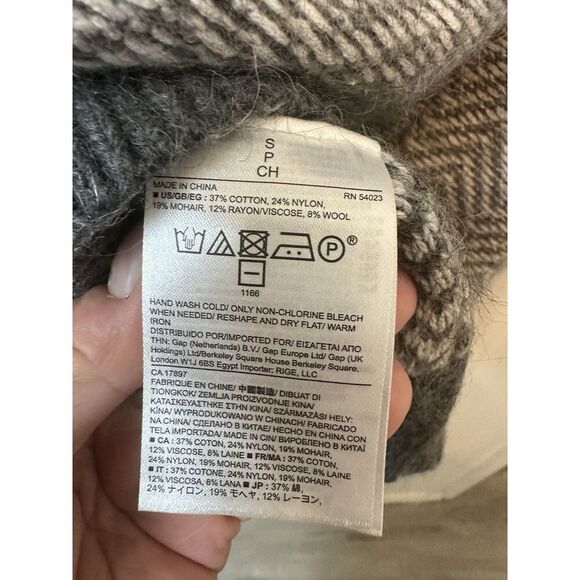 S
P
CH
MADE IN CHINA RN 54023
■ US/GB/EG : 37% COTTON, 24% NYLON,
19% MOHAIR, 12% RAYON/VISCOSE, 8% WOOL
P®
1166
HAND WASH COLD/ ONLY NON-CHLORINE BLEACH
WHEN NEEDED/ RESHAPE AND DRY FLAT/ WARM
IRON
DISTRIBUIDO POR/IMPORTED FOR/ ΕΙΣΑΓΕΤΑΙ ΑΠΟ
ΤΗΝ: Gap (Netherlands) B.V./ Gap Europe Ltd/ Gap (UK
Holdings) Ltd/Berkeley Square House Berkeley Square,
London W1J 6BS Egypt Importer: RIGE, LLC
CA 17897
FABRIQUE EN CHINE/ 中國製造/ DIBUAT DI
TIONGKOK/ ZEMLJA PROIZVODNJE KINA/
ΚΑΤΑΣΚΕΥΑΣΤΗΚΕ ΣΤΗΝ ΚΙΝΑ/ SZÁRMAZÁSI HELY:
KÍNA/ WYPRODUKOWANO W CHINACH/ FABRICADO
NA CHINA/ СДЕЛАНО В КИТАЕ/ HECHO EN CHINA/
TELA IMPORTADA/ MADE IN CIN/ ВИРОБЛЕНО В КИТАЇ
■ CA : 37% COTON, 24% NYLON, 19% MOHAIR,
12% VISCOSE, 8% LAINE ■ FR/MA : 37% COTON,
24% NYLON, 19% MOHAIR, 12% VISCOSE, 8% LAINE
■ IT : 37% COTONE, 24% NYLON, 19% MOHAIR,
12% VISCOSA, 8% LANA ■ JP : 37% 綿,
24% ナイロン, 19% モヘヤ, 12% レーヨン,